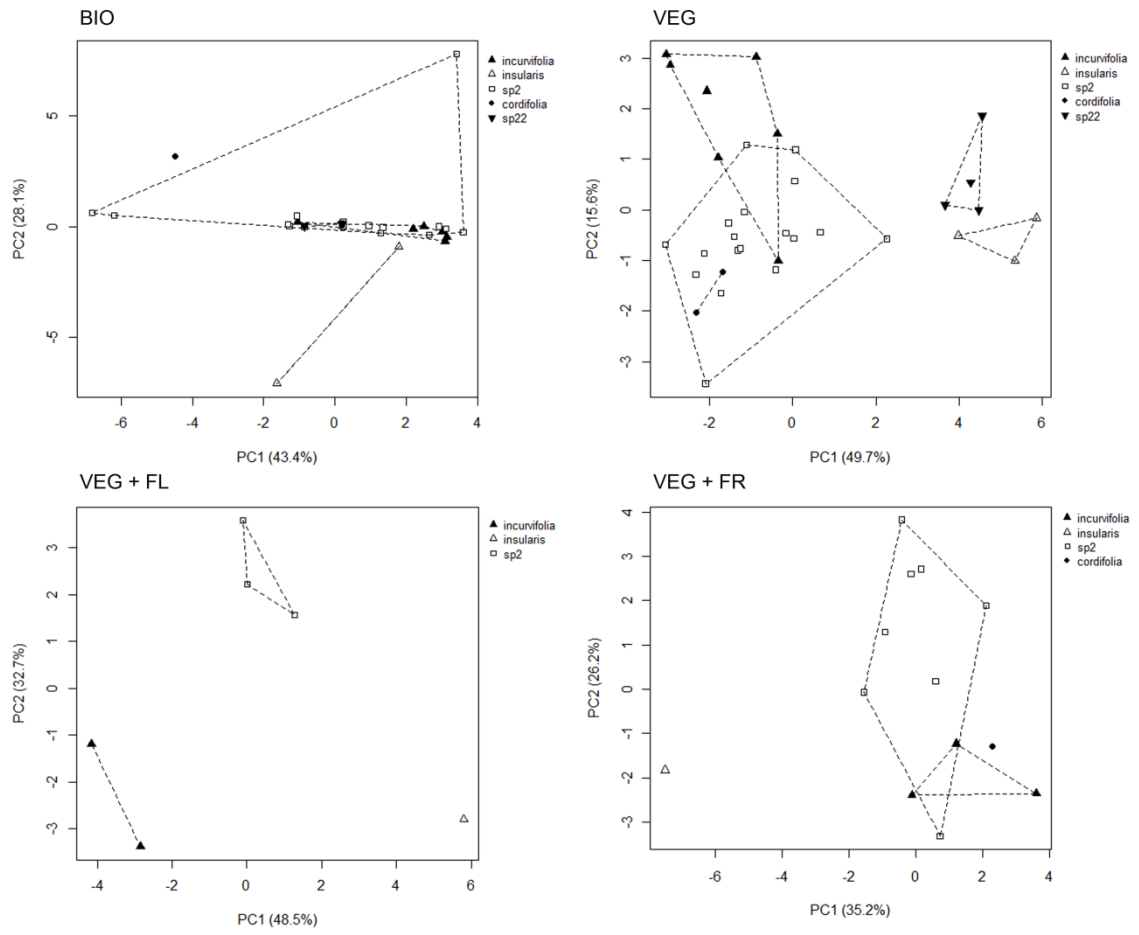 BIO
incurvifolia
insularis
sp2
cordifolia
sp22
5
0
-5
PC2 (28.1%)
-6
-4
-2
0
2
4
PC1 (43.4%)
VEG
incurvifolia
insularis
sp2
cordifolia
sp22
3
2
1
0
-1
-2
-3
PC2 (15.6%)
-2
0
2
4
6
PC1 (49.7%)
VEG + FL
incurvifolia
insularis
sp2
3
2
1
0
-1
-2
-3
PC2 (32.7%)
-4
-2
0
2
4
6
PC1 (48.5%)
VEG + FR
incurvifolia
insularis
sp2
cordifolia
4
3
2
1
0
-1
-2
-3
PC2 (26.2%)
-6
-4
-2
0
2
4
PC1 (35.2%)